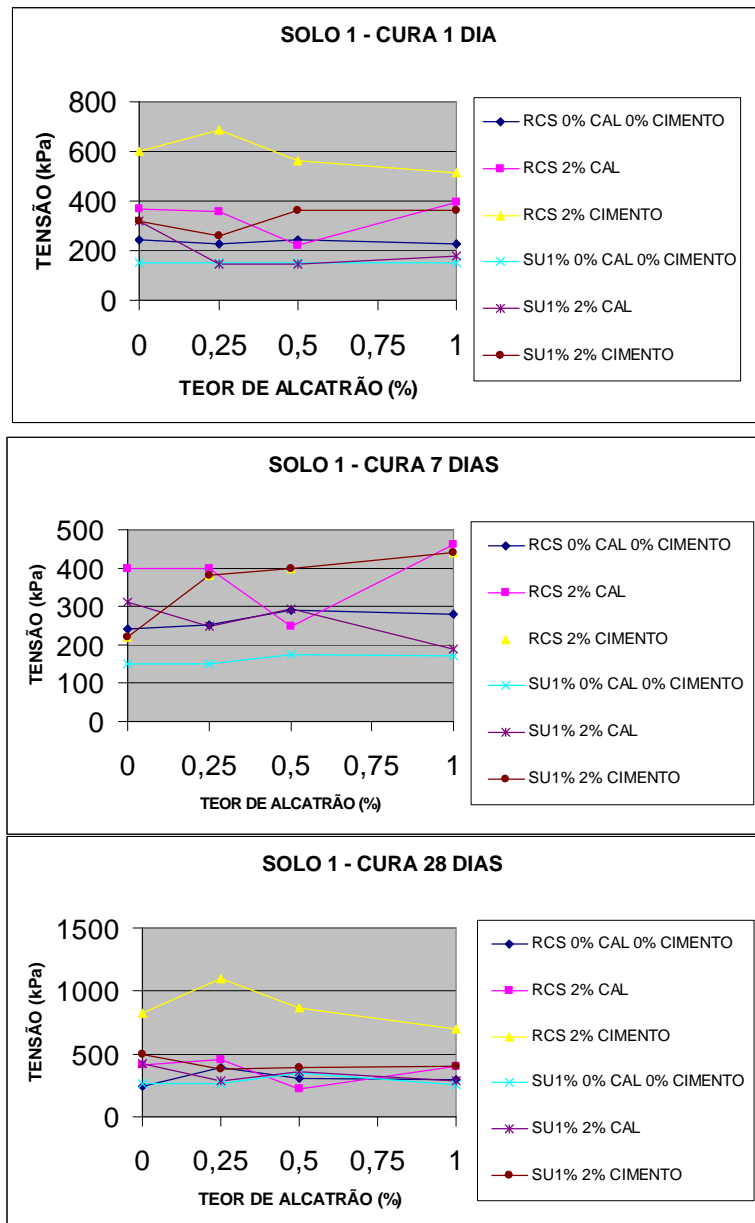 SOLO 1 - CURA 1 DIA
TENSÃO (kPa)
800
600
400
200
0
0 0,25 0,5 0,75 1
TEOR DE ALCATRÃO (%)
RCS 0% CAL 0% CIMENTO
RCS 2% CAL
RCS 2% CIMENTO
SU1% 0% CAL 0% CIMENTO
SU1% 2% CAL
SU1% 2% CIMENTO
SOLO 1 - CURA 7 DIAS
TENSÃO (kPa)
500
400
300
200
100
0
0 0,25 0,5 0,75 1
TEOR DE ALCATRÃO (%)
RCS 0% CAL 0% CIMENTO
RCS 2% CAL
RCS 2% CIMENTO
SU1% 0% CAL 0% CIMENTO
SU1% 2% CAL
SU1% 2% CIMENTO
SOLO 1 - CURA 28 DIAS
TENSÃO (kPa)
1500
1000
500
0
0 0,25 0,5 0,75 1
TEOR DE ALCATRÃO (%)
RCS 0% CAL 0% CIMENTO
RCS 2% CAL
RCS 2% CIMENTO
SU1% 0% CAL 0% CIMENTO
SU1% 2% CAL
SU1% 2% CIMENTO